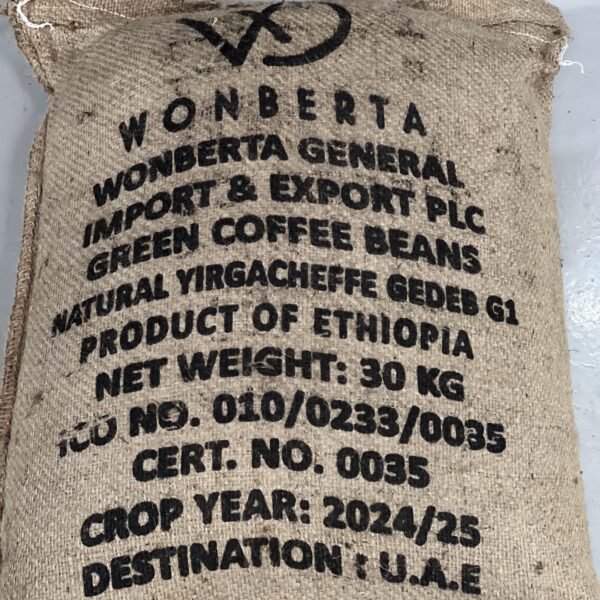 WONBERTA
WONBERTA GENERAL
IMPORT & EXPORT PLC
GREEN COFFEE BEANS
NATURAL YIRGACHEFFE GEDEB G1
PRODUCT OF ETHIOPIA
NET WEIGHT: 30 KG
ICO NO. 010/0233/0035
CERT. NO. 0035
CROP YEAR: 2024/25
DESTINATION : U.A.E